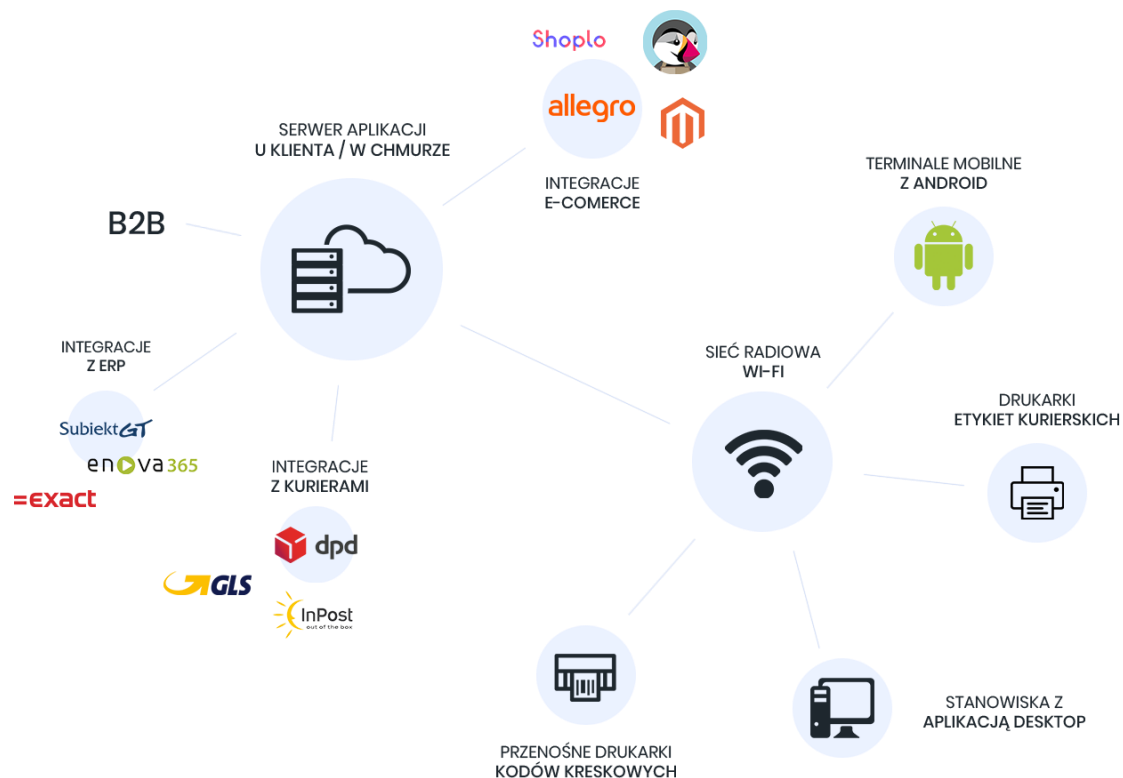 Shoplo
allegro
INTEGRACJE
E-COMERCE
SERWER APLIKACJI
U KLIENTA / W CHMURZE
B2B
INTEGRACJE
Z ERP
Subiekt GT
enova365
=exact
INTEGRACJE
Z KURIERAMI
dpd
GLS
InPost
out of the box
TERMINALE MOBILNE
Z ANDROID
SIEĆ RADIOWA
WI-FI
DRUKARKI
ETYKIET KURIERSKICH
PRZENOŚNE DRUKARKI
KODÓW KRESKOWYCH
STANOWISKA Z
APLIKACJĄ DESKTOP